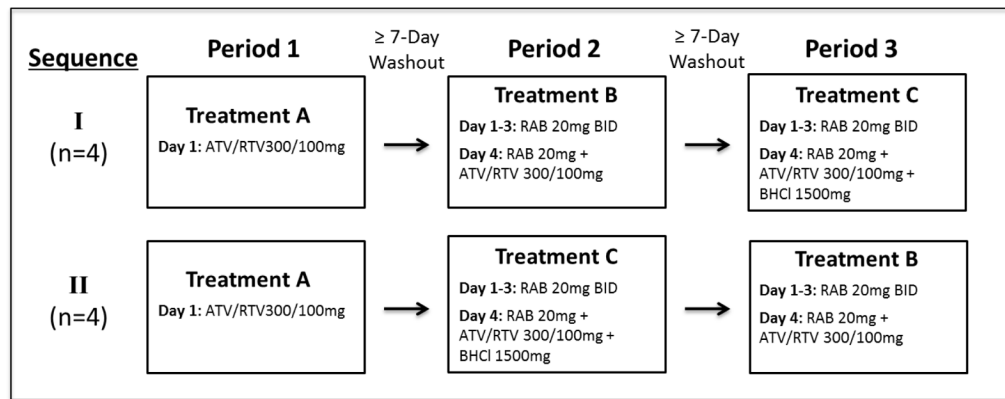 Sequence
Period 1
≥ 7-Day
Washout
Period 2
≥ 7-Day
Washout
Period 3
I
(n=4)
Treatment A
Day 1: ATV/RTV300/100mg
Treatment B
Day 1-3: RAB 20mg BID
Day 4: RAB 20mg +
ATV/RTV 300/100mg
Treatment C
Day 1-3: RAB 20mg BID
Day 4: RAB 20mg +
ATV/RTV 300/100mg +
BHCl 1500mg
II
(n=4)
Treatment A
Day 1: ATV/RTV300/100mg
Treatment C
Day 1-3: RAB 20mg BID
Day 4: RAB 20mg +
ATV/RTV 300/100mg +
BHCl 1500mg
Treatment B
Day 1-3: RAB 20mg BID
Day 4: RAB 20mg +
ATV/RTV 300/100mg